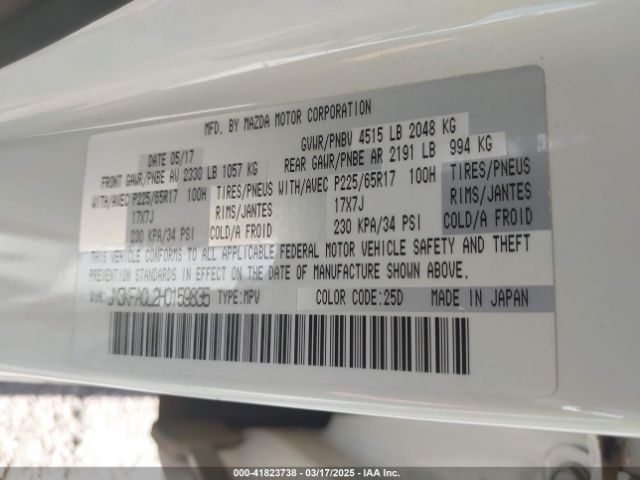 MFD. BY MAZDA MOTOR CORPORATION
DATE 05/17 GVWR/PNBV 4515 LB 2048 KG
FRONT GAWR/PNBE AV 2330 LB 1057 KG REAR GAWR/PNBE AR 2191 LB 994 KG
WITH/AVEC P225/65R17 100H TIRES/PNEUS WITH/AVEC P225/65R17 100H TIRES/PNEUS
17X7J RIMS/JANTES 17X7J RIMS/JANTES
230 KPA/34 PSI COLD/A FROID 230 KPA/34 PSI COLD/A FROID
THIS VEHICLE CONFORMS TO ALL APPLICABLE FEDERAL MOTOR VEHICLE SAFETY AND THEFT
PREVENTION STANDARDS IN EFFECT ON THE DATE OF MANUFACTURE SHOWN ABOVE.
TYPE:MPV COLOR CODE:25D MADE IN JAPAN
000-41823738 - 03/17/2025 - IAA Inc.